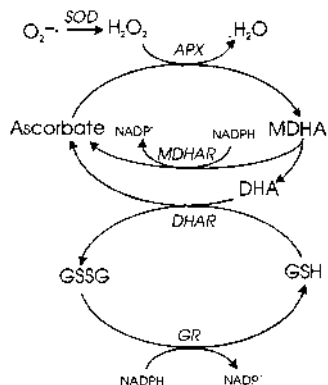 O₂⁻· SOD H₂O₂ APX H₂O
Ascorbate NADP⁺ MDHAR NADPH MDHA
DHA
DHAR
GSSG GSH
GR
NADPH NADP⁺